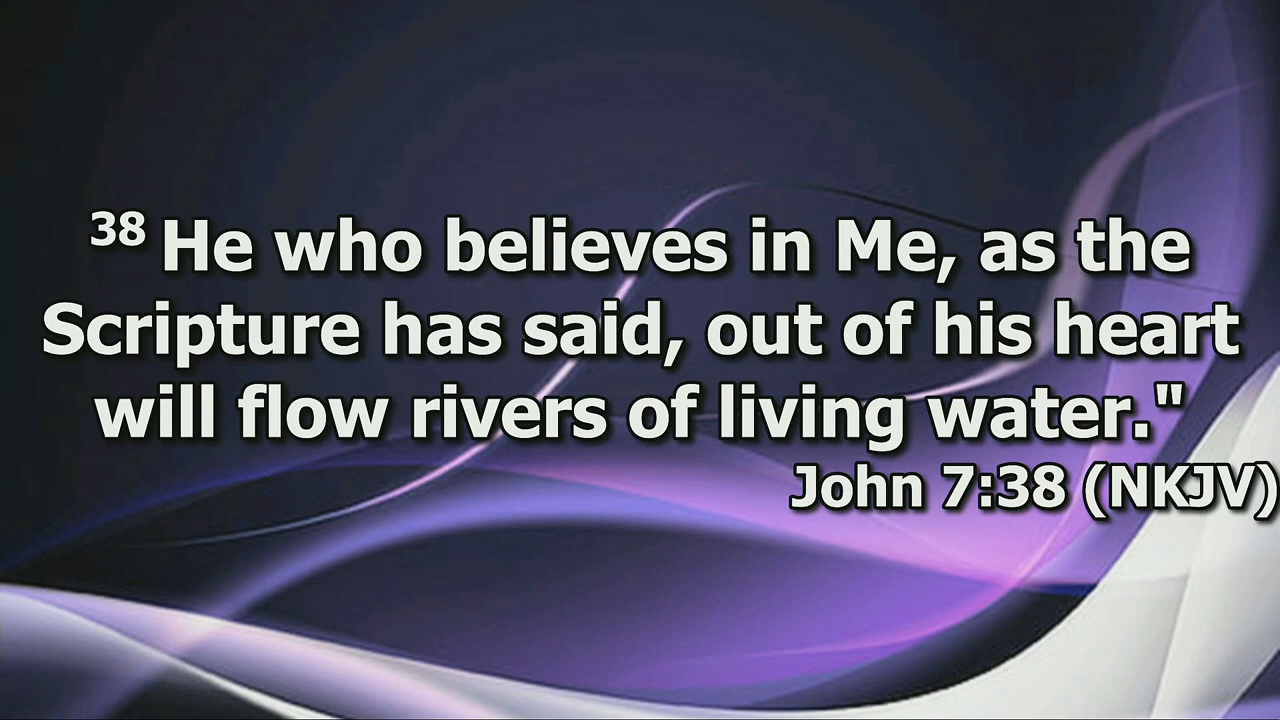 38 He who believes in Me, as the
Scripture has said, out of his heart
will flow rivers of living water."
John 7:38 (NKJV)